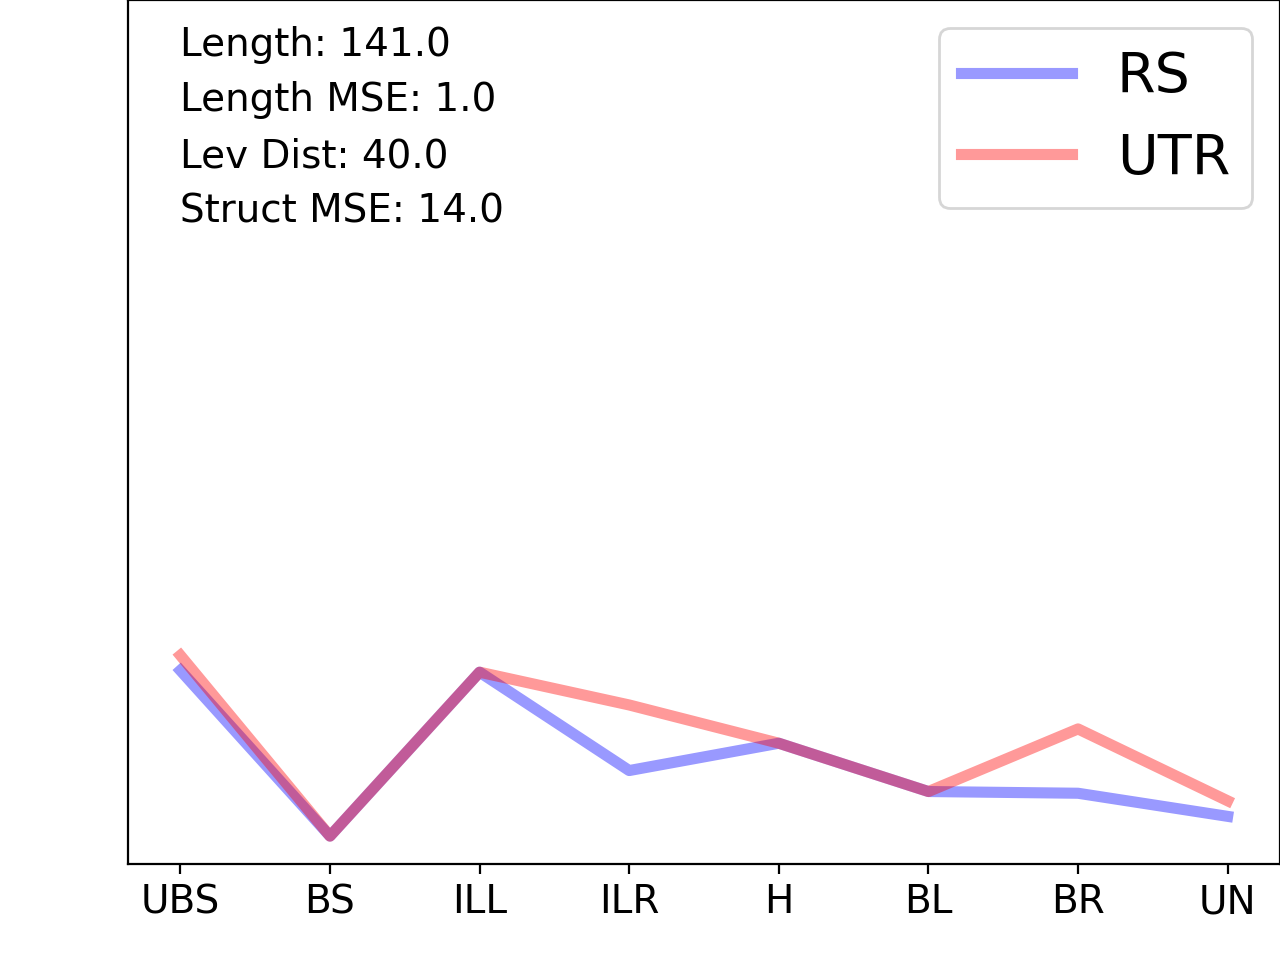 Length: 141.0
Length MSE: 1.0
Lev Dist: 40.0
Struct MSE: 14.0
RS
UTR
UBS BS ILL ILR H BL BR UN